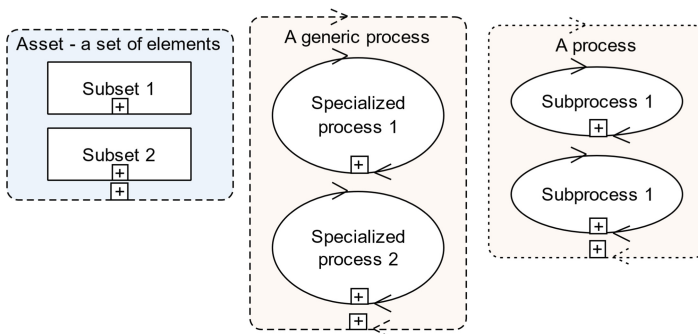 Asset - a set of elements
Subset 1
+
Subset 2
+
+
A generic process
Specialized
process 1
+
Specialized
process 2
+
+
A process
Subprocess 1
+
Subprocess 1
+
+